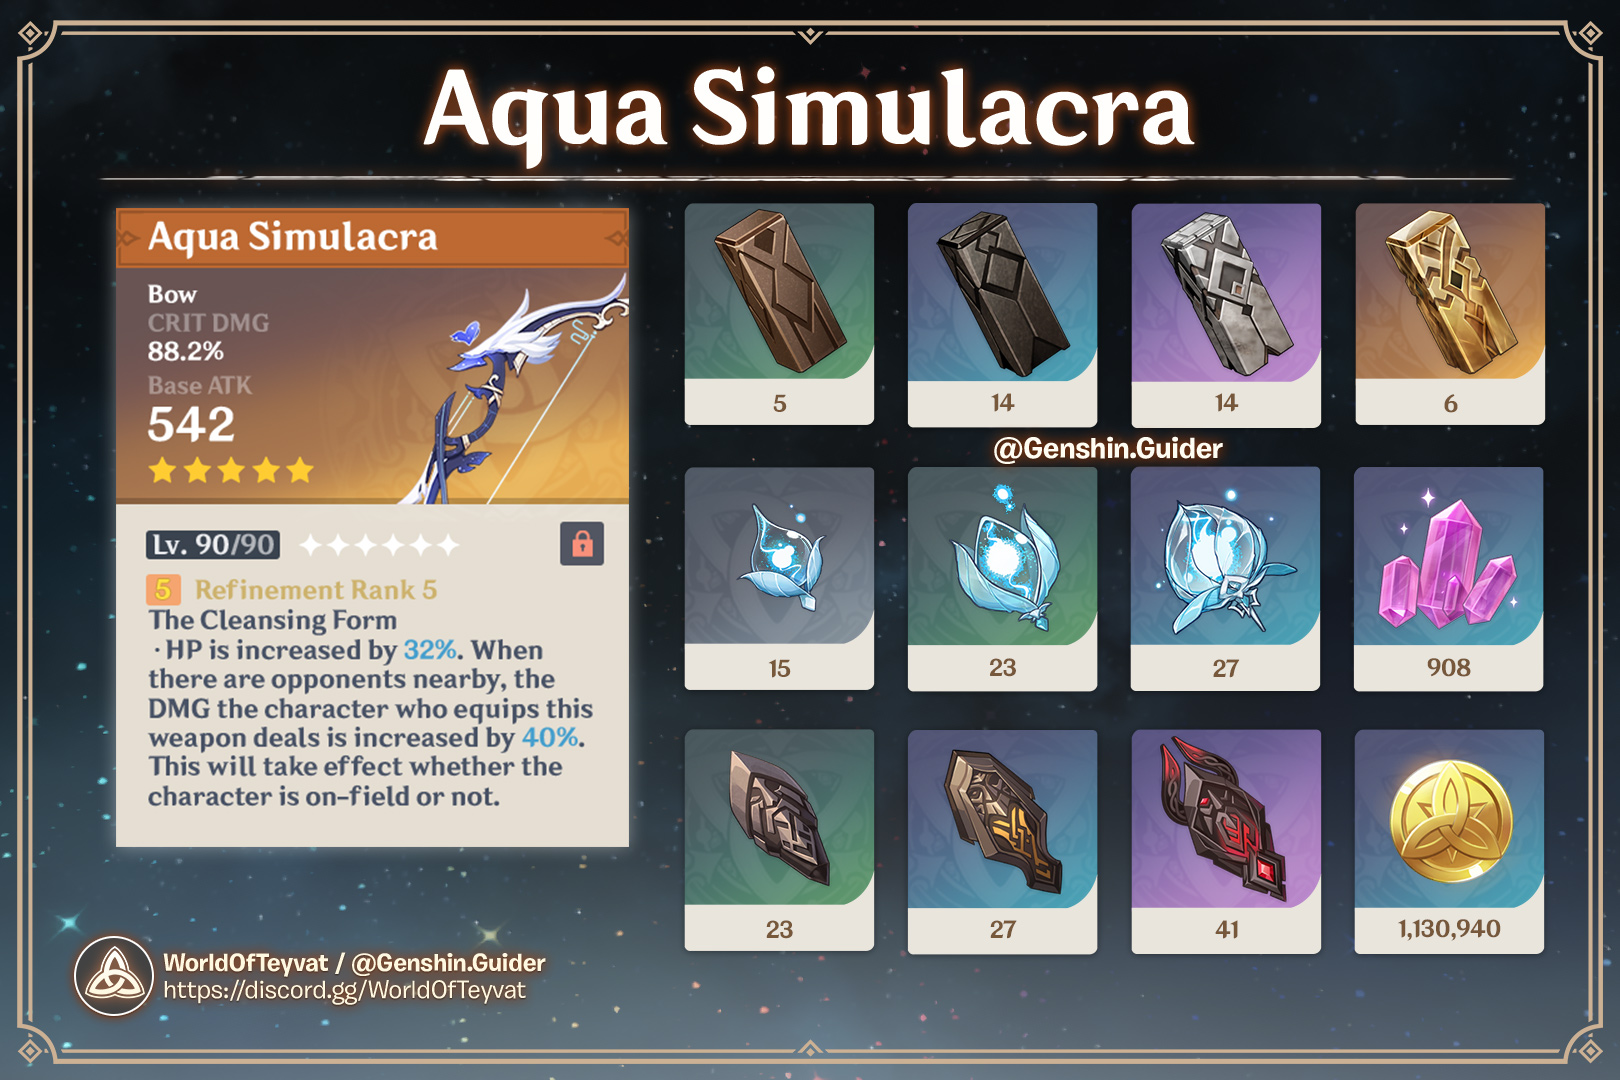 Aqua Simulacra
Aqua Simulacra
Bow
CRIT DMG
88.2%
Base ATK
542
Lv. 90/90
5 Refinement Rank 5
The Cleansing Form
· HP is increased by 32%. When
there are opponents nearby, the
DMG the character who equips this
weapon deals is increased by 40%.
This will take effect whether the
character is on-field or not.
5
14
14
6
@Genshin.Guider
15
23
27
908
23
27
41
1,130,940
WorldOfTeyvat / @Genshin.Guider
https://discord.gg/WorldOfTeyvat